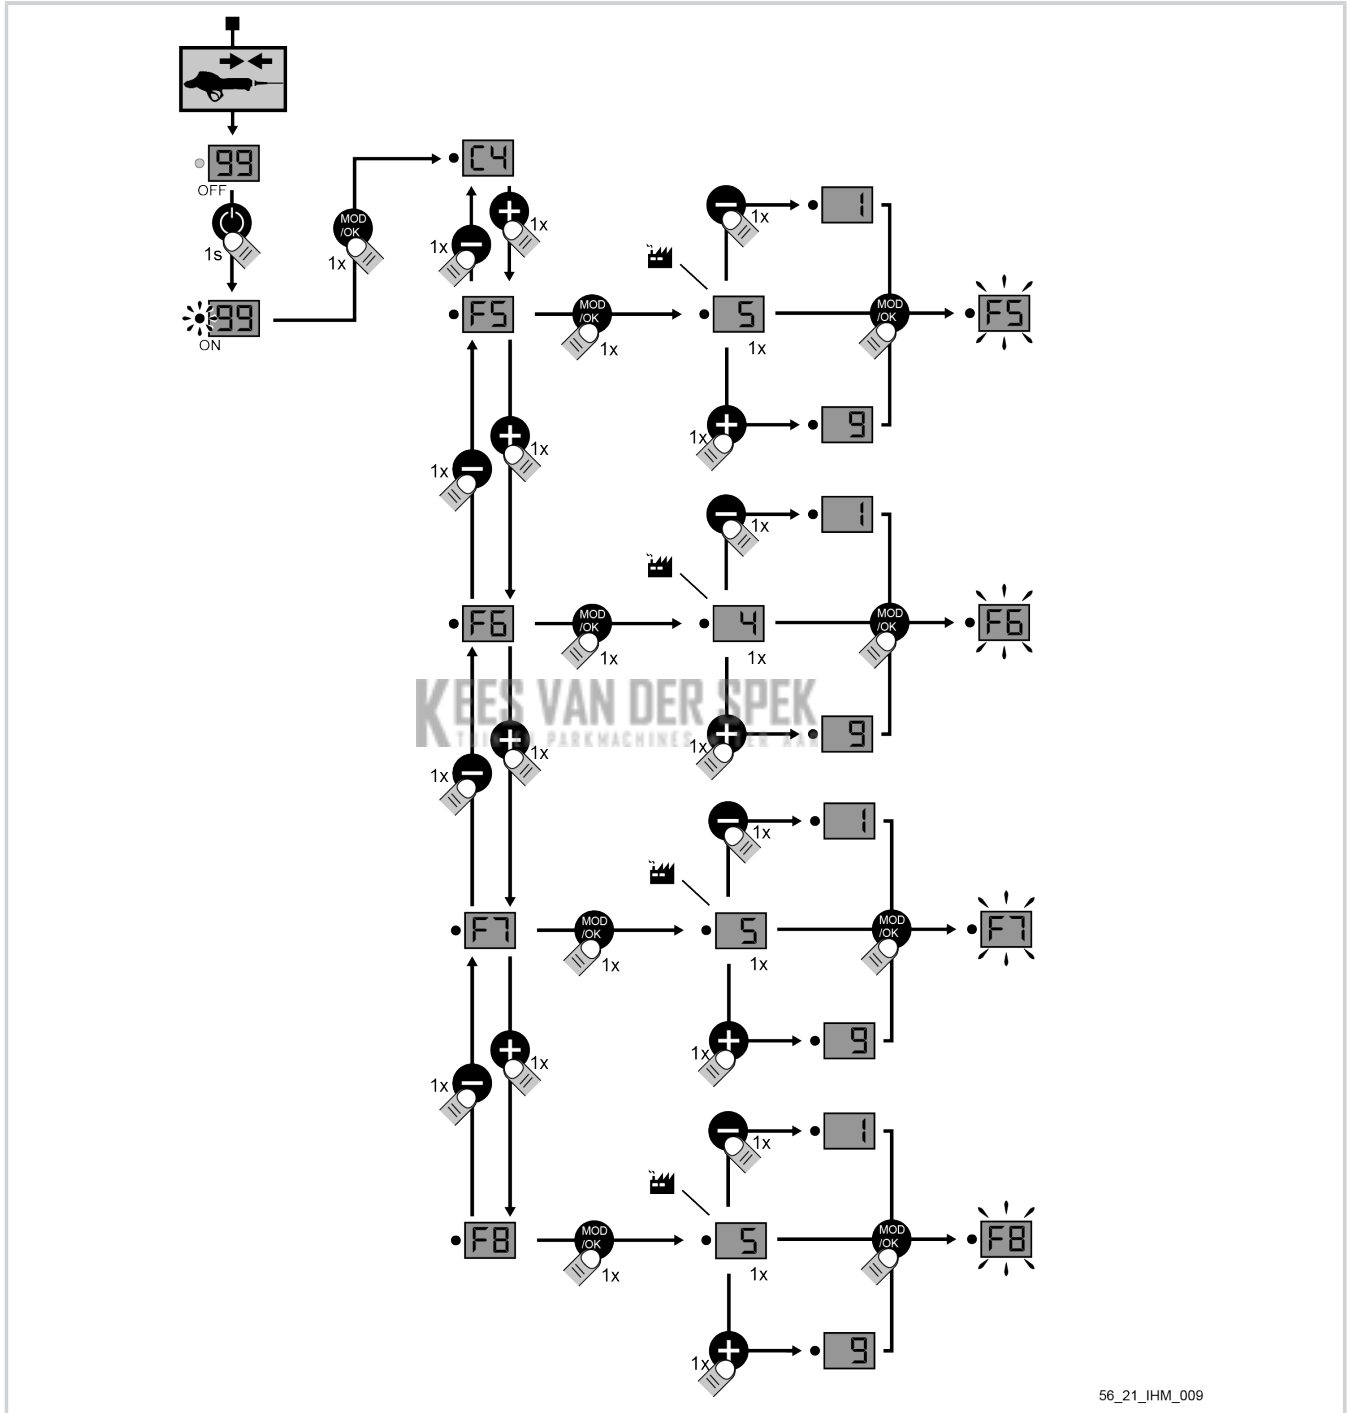 99
OFF
1s
99
ON
MOD
/OK
1x
C4
1x
1x
F5
MOD
/OK
1x
5
1x
1x
1
1x
9
MOD
/OK
F5
1x
1x
F6
MOD
/OK
1x
4
1x
1x
1
1x
9
MOD
/OK
F6
KEES VAN DER SPEK
1x
1x
F7
MOD
/OK
1x
5
1x
1x
1
1x
9
MOD
/OK
F7
1x
1x
F8
MOD
/OK
1x
5
1x
1x
1
1x
9
MOD
/OK
F8
56_21_IHM_009